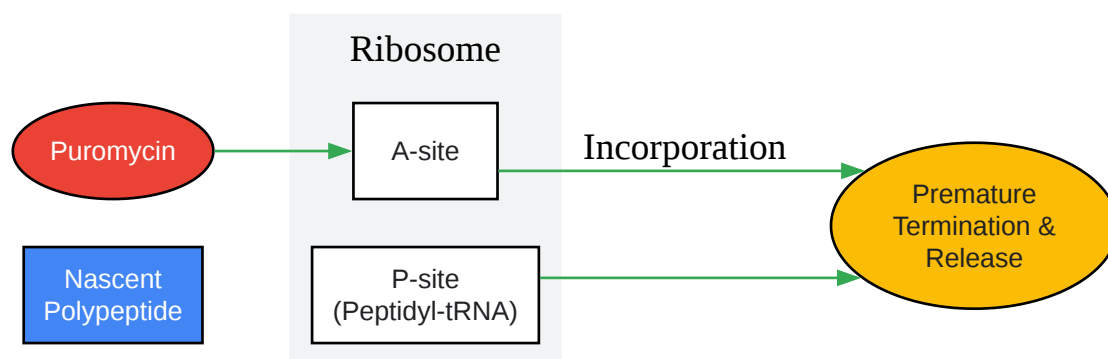 Ribosome
Puromycin
A-site
Incorporation
Premature
Termination &
Release
Nascent
Polypeptide
P-site
(Peptidyl-tRNA)